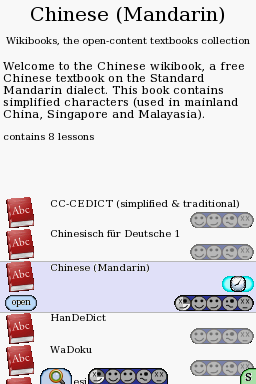 Chinese (Mandarin)
Wikibooks, the open-content textbooks collection
Welcome to the Chinese wikibook, a free
Chinese textbook on the Standard
Mandarin dialect. This book contains
simplified characters (used in mainland
China, Singapore and Malayasia).
contains 8 lessons
Abc CC-CEDICT (simplified & traditional)
Abc Chinesisch für Deutsche 1
Abc Chinese (Mandarin)
open
Abc HanDeDict
Abc WaDoku
Abc
S